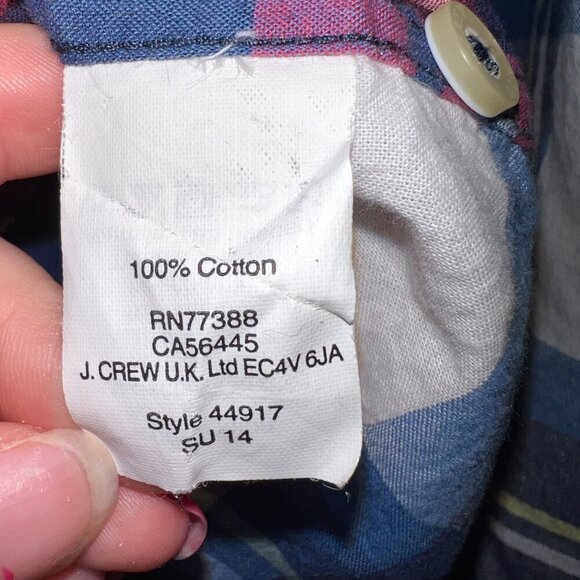 100% Cotton
RN77388
CA56445
J. CREW U.K. Ltd EC4V 6JA
Style 44917
SU 14